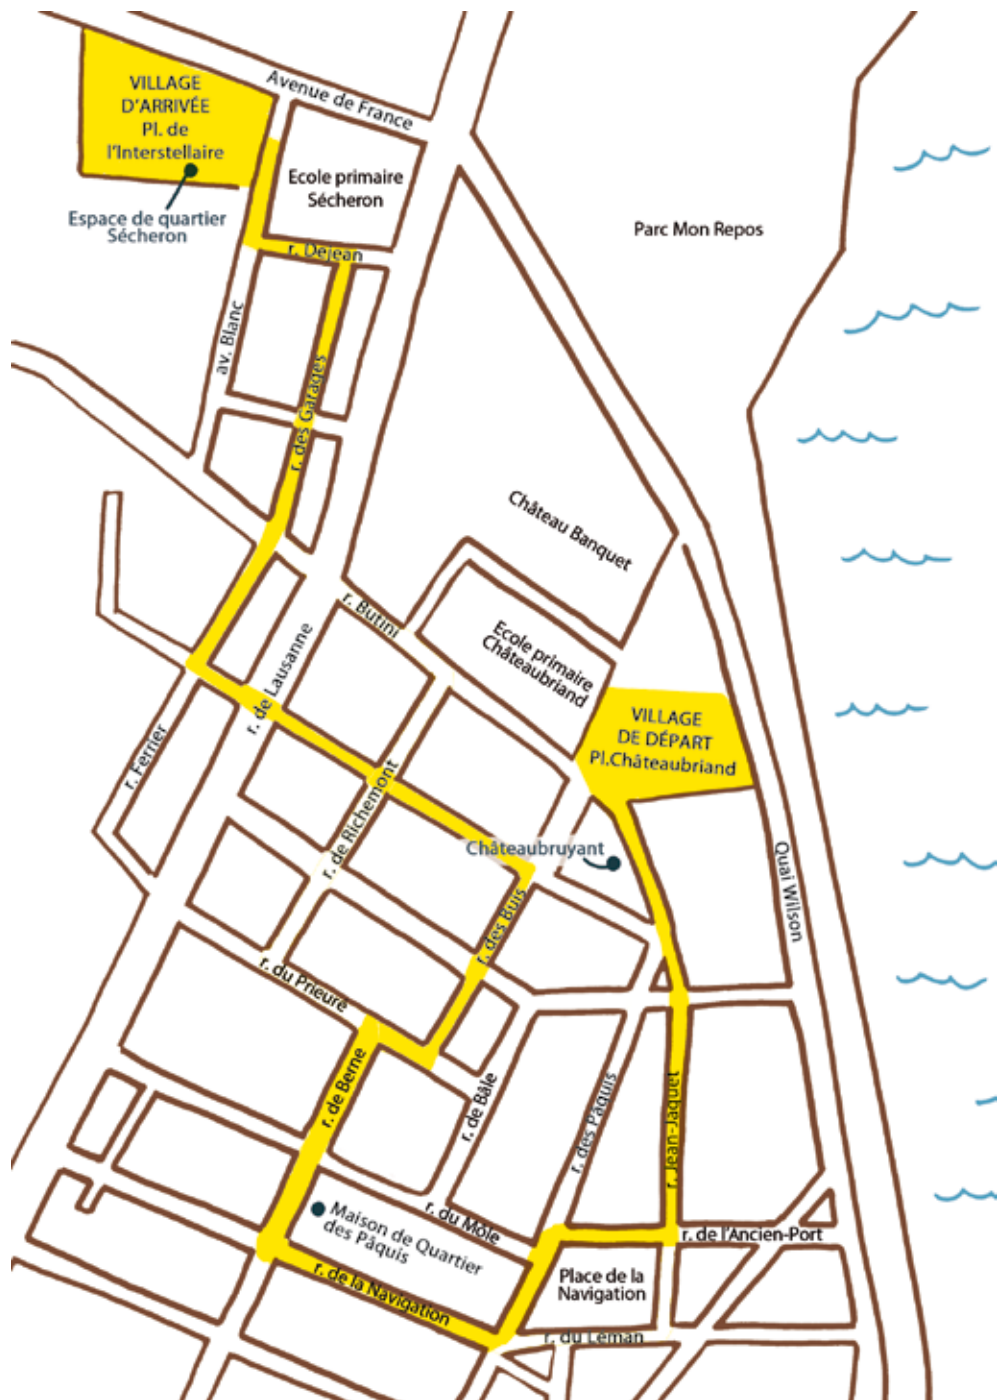 VILLAGE
D'ARRIVÉE
Pl. de
l'Interstellaire
Avenue de France
Ecole primaire
Sécheron
Espace de quartier
Sécheron
r. Dejean
Parc Mon Repos
av. Blanc
r. des Garages
Château Banquet
r. Butini
Ecole primaire
Châteaubriand
r. de Lausanne
VILLAGE
DE DÉPART
Pl.Châteaubriand
r. Ferrier
r. de Richemont
Châteaubruyant
Quai Wilson
r. des Buis
r. du Prieuré
r. de Berne
r. de Bâle
r. des Pâquis
r. Jean-Jaquet
Maison de Quartier
des Pâquis
r. du Môle
r. de l'Ancien-Port
r. de la Navigation
Place de la
Navigation
r. du Léman